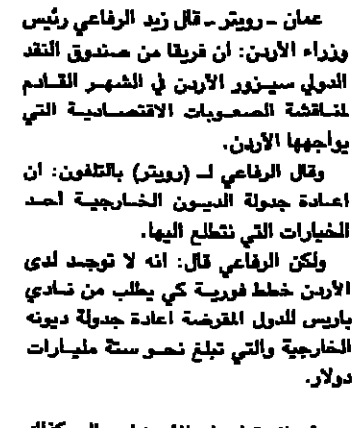 عمان ـ رويتر ـ قال زيد الرفاعي رئيس
وزراء الأردن: ان فريقا من صندوق النقد
الدولي سيزور الأردن في الشهر القادم
لمناقشة الصعوبات الاقتصادية التي
يواجهها الأردن.
وقال الرفاعي لـ (رويتر) بالتلفون: ان
اعادة جدولة الديون الخارجية أحد
الخيارات التي نتطلع اليها.
ولكن الرفاعي قال: انه لا توجد لدى
الأردن خطط فورية كي يطلب من نادي
باريس للدول المقرضة اعادة جدولة ديونه
الخارجية والتي تبلغ نحو ستة مليارات
دولار.